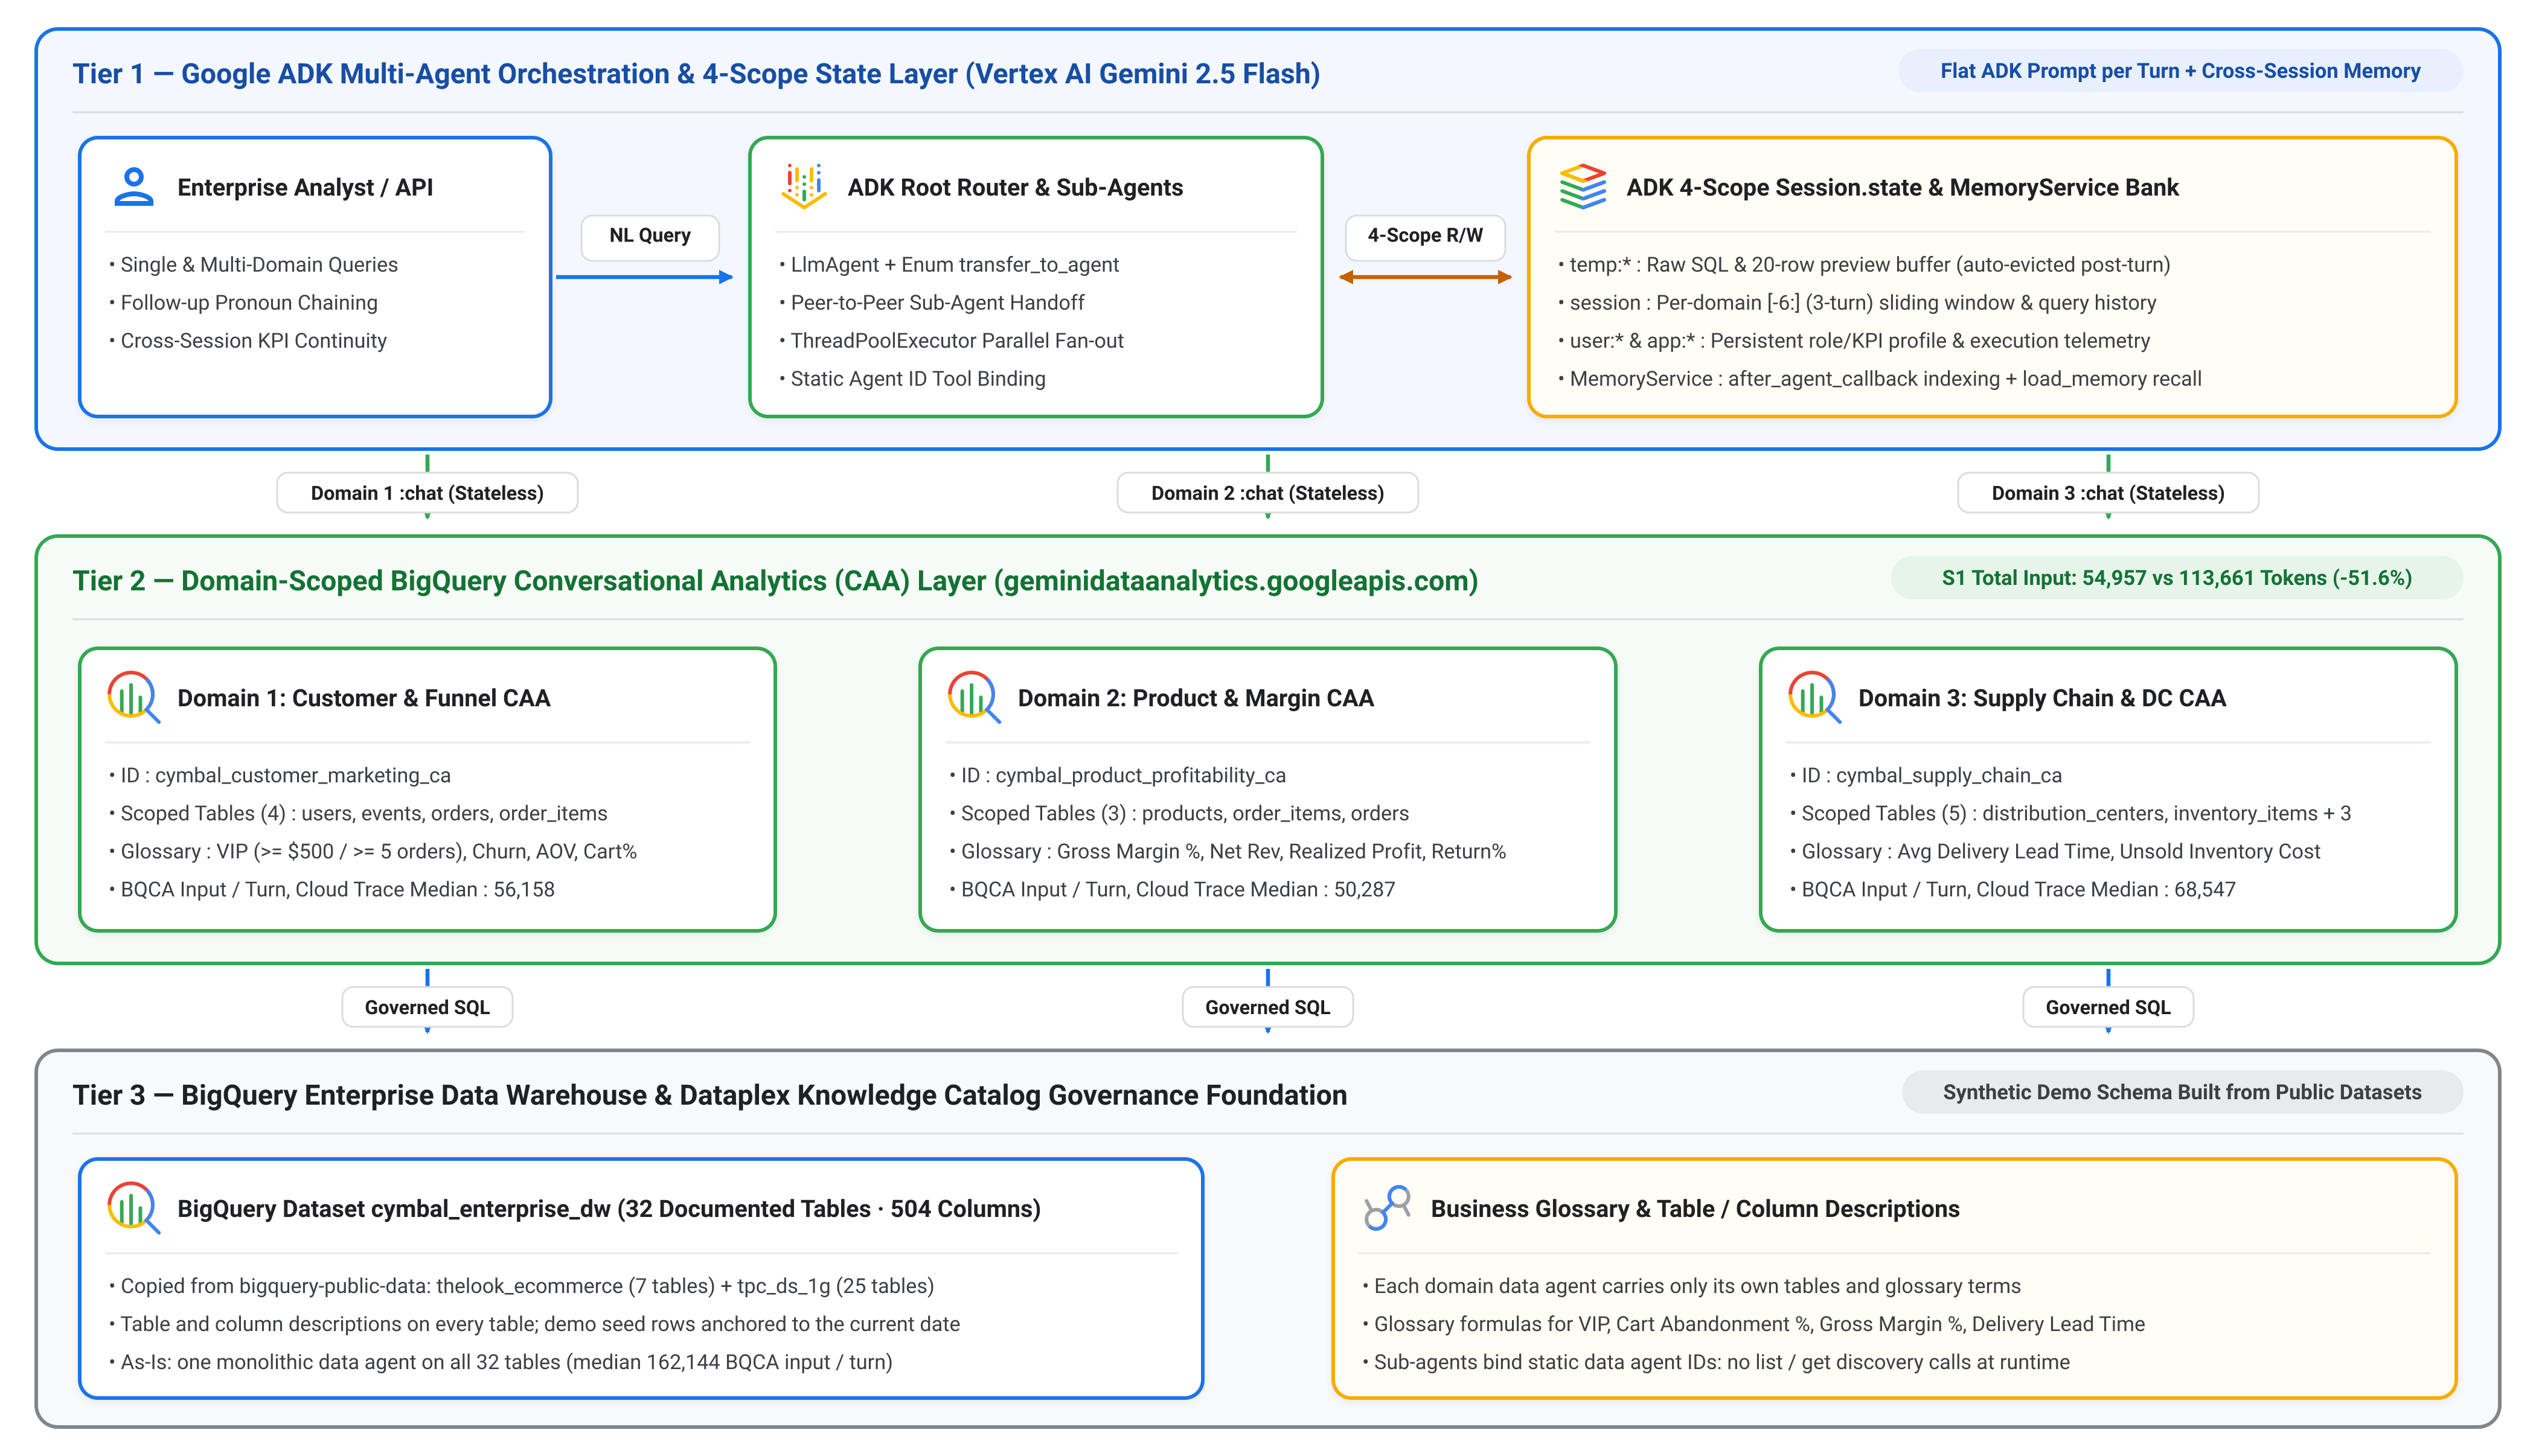 Tier 1 — Google ADK Multi-Agent Orchestration & 4-Scope State Layer (Vertex AI Gemini 2.5 Flash)
Flat ADK Prompt per Turn + Cross-Session Memory
Enterprise Analyst / API
• Single & Multi-Domain Queries
• Follow-up Pronoun Chaining
• Cross-Session KPI Continuity
NL Query
ADK Root Router & Sub-Agents
• LlmAgent + Enum transfer_to_agent
• Peer-to-Peer Sub-Agent Handoff
• ThreadPoolExecutor Parallel Fan-out
• Static Agent ID Tool Binding
4-Scope R/W
ADK 4-Scope Session.state & MemoryService Bank
• temp:* : Raw SQL & 20-row preview buffer (auto-evicted post-turn)
• session : Per-domain [-6:] (3-turn) sliding window & query history
• user:* & app:* : Persistent role/KPI profile & execution telemetry
• MemoryService : after_agent_callback indexing + load_memory recall
Domain 1 :chat (Stateless)
Domain 2 :chat (Stateless)
Domain 3 :chat (Stateless)
Tier 2 — Domain-Scoped BigQuery Conversational Analytics (CAA) Layer (geminidataanalytics.googleapis.com)
S1 Total Input: 54,957 vs 113,661 Tokens (-51.6%)
Domain 1: Customer & Funnel CAA
• ID : cymbal_customer_marketing_ca
• Scoped Tables (4) : users, events, orders, order_items
• Glossary : VIP (>= $500 / >= 5 orders), Churn, AOV, Cart%
• BQCA Input / Turn, Cloud Trace Median : 56,158
Domain 2: Product & Margin CAA
• ID : cymbal_product_profitability_ca
• Scoped Tables (3) : products, order_items, orders
• Glossary : Gross Margin %, Net Rev, Realized Profit, Return%
• BQCA Input / Turn, Cloud Trace Median : 50,287
Domain 3: Supply Chain & DC CAA
• ID : cymbal_supply_chain_ca
• Scoped Tables (5) : distribution_centers, inventory_items + 3
• Glossary : Avg Delivery Lead Time, Unsold Inventory Cost
• BQCA Input / Turn, Cloud Trace Median : 68,547
Governed SQL
Governed SQL
Governed SQL
Tier 3 — BigQuery Enterprise Data Warehouse & Dataplex Knowledge Catalog Governance Foundation
Synthetic Demo Schema Built from Public Datasets
BigQuery Dataset cymbal_enterprise_dw (32 Documented Tables · 504 Columns)
• Copied from bigquery-public-data: thelook_ecommerce (7 tables) + tpc_ds_1g (25 tables)
• Table and column descriptions on every table; demo seed rows anchored to the current date
• As-Is: one monolithic data agent on all 32 tables (median 162,144 BQCA input / turn)
Business Glossary & Table / Column Descriptions
• Each domain data agent carries only its own tables and glossary terms
• Glossary formulas for VIP, Cart Abandonment %, Gross Margin %, Delivery Lead Time
• Sub-agents bind static data agent IDs: no list / get discovery calls at runtime